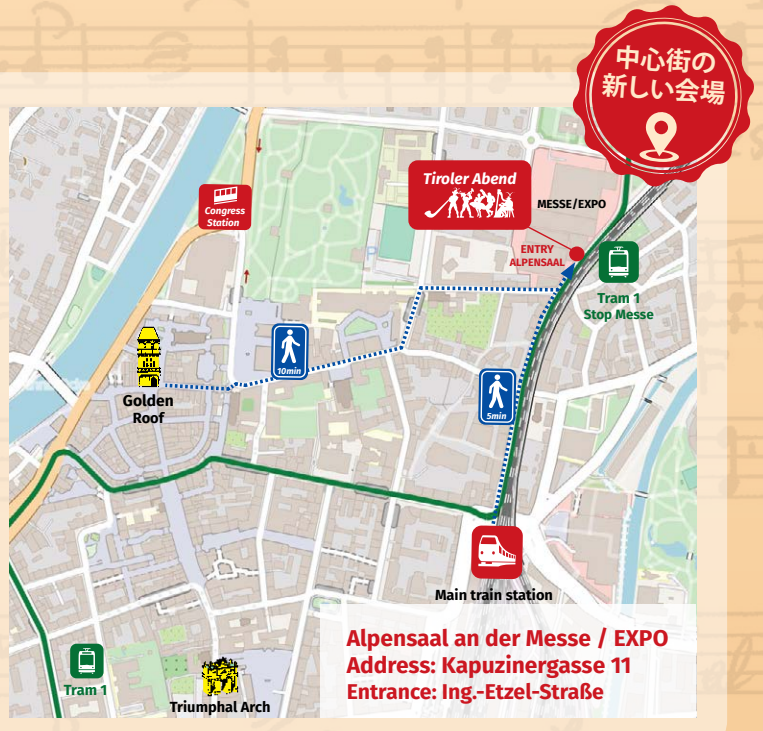 中心街の
新しい会場
Tiroler Abend
MESSE/EXPO
Congress
Station
ENTRY
ALPENSAAL
Tram 1
Stop Messe
10min
Golden
Roof
5min
Main train station
Alpensaal an der Messe / EXPO
Address: Kapuzinergasse 11
Entrance: Ing.-Etzel-Straße
Tram 1
Triumphal Arch